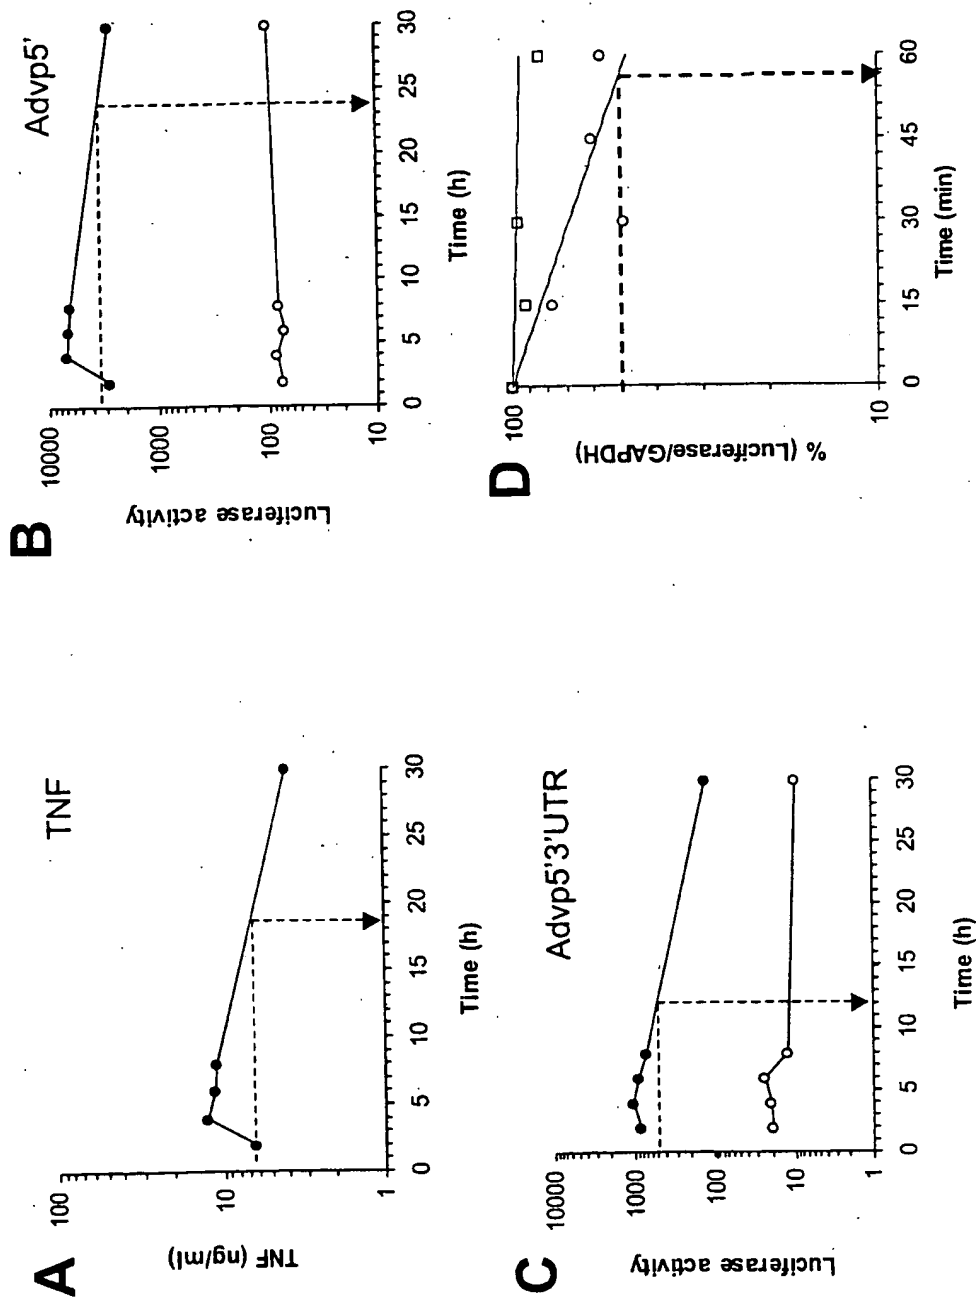 A
TNF
TNF (ng/ml)
100
10
1
0 5 10 15 20 25 30
Time (h)
B
Advp5'
Luciferase activity
10000
1000
100
10
0 5 10 15 20 25 30
Time (h)
C
Advp5'3'UTR
Luciferase activity
10000
1000
100
10
1
0 5 10 15 20 25 30
Time (h)
D
% (Luciferase/GAPDH)
100
10
0 15 30 45 60
Time (min)